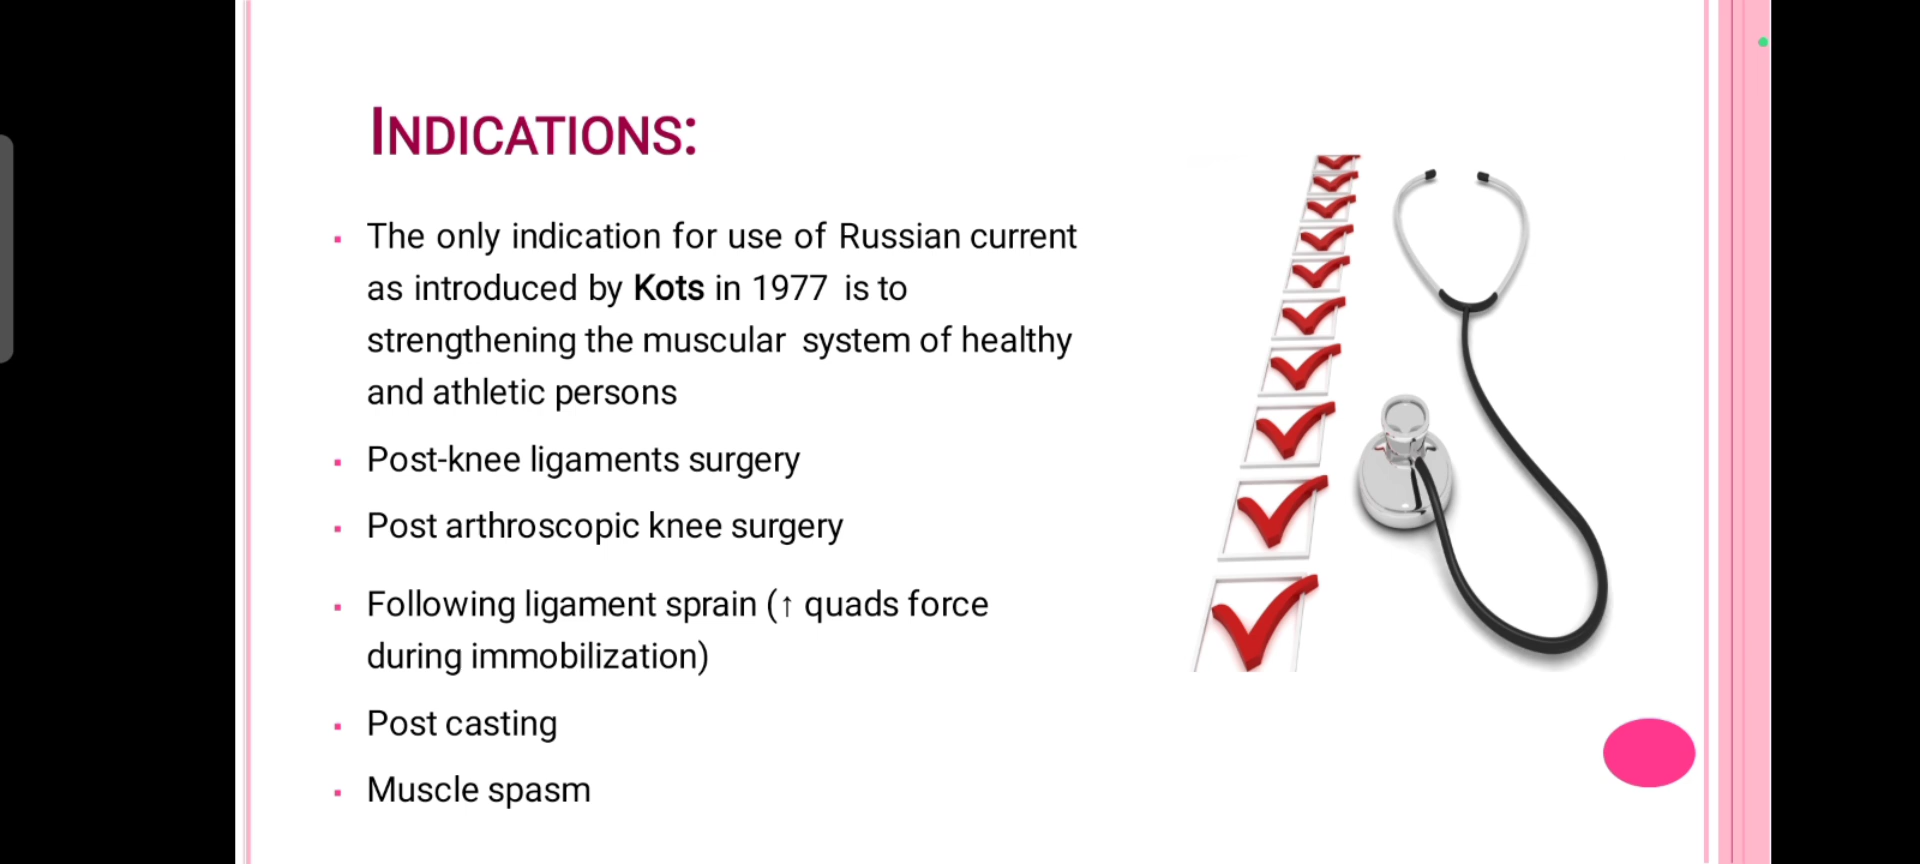 INDICATIONS:
The only indication for use of Russian current
as introduced by Kots in 1977 is to
strengthening the muscular system of healthy
and athletic persons
Post-knee ligaments surgery
Post arthroscopic knee surgery
Following ligament sprain (↑ quads force
during immobilization)
Post casting
Muscle spasm